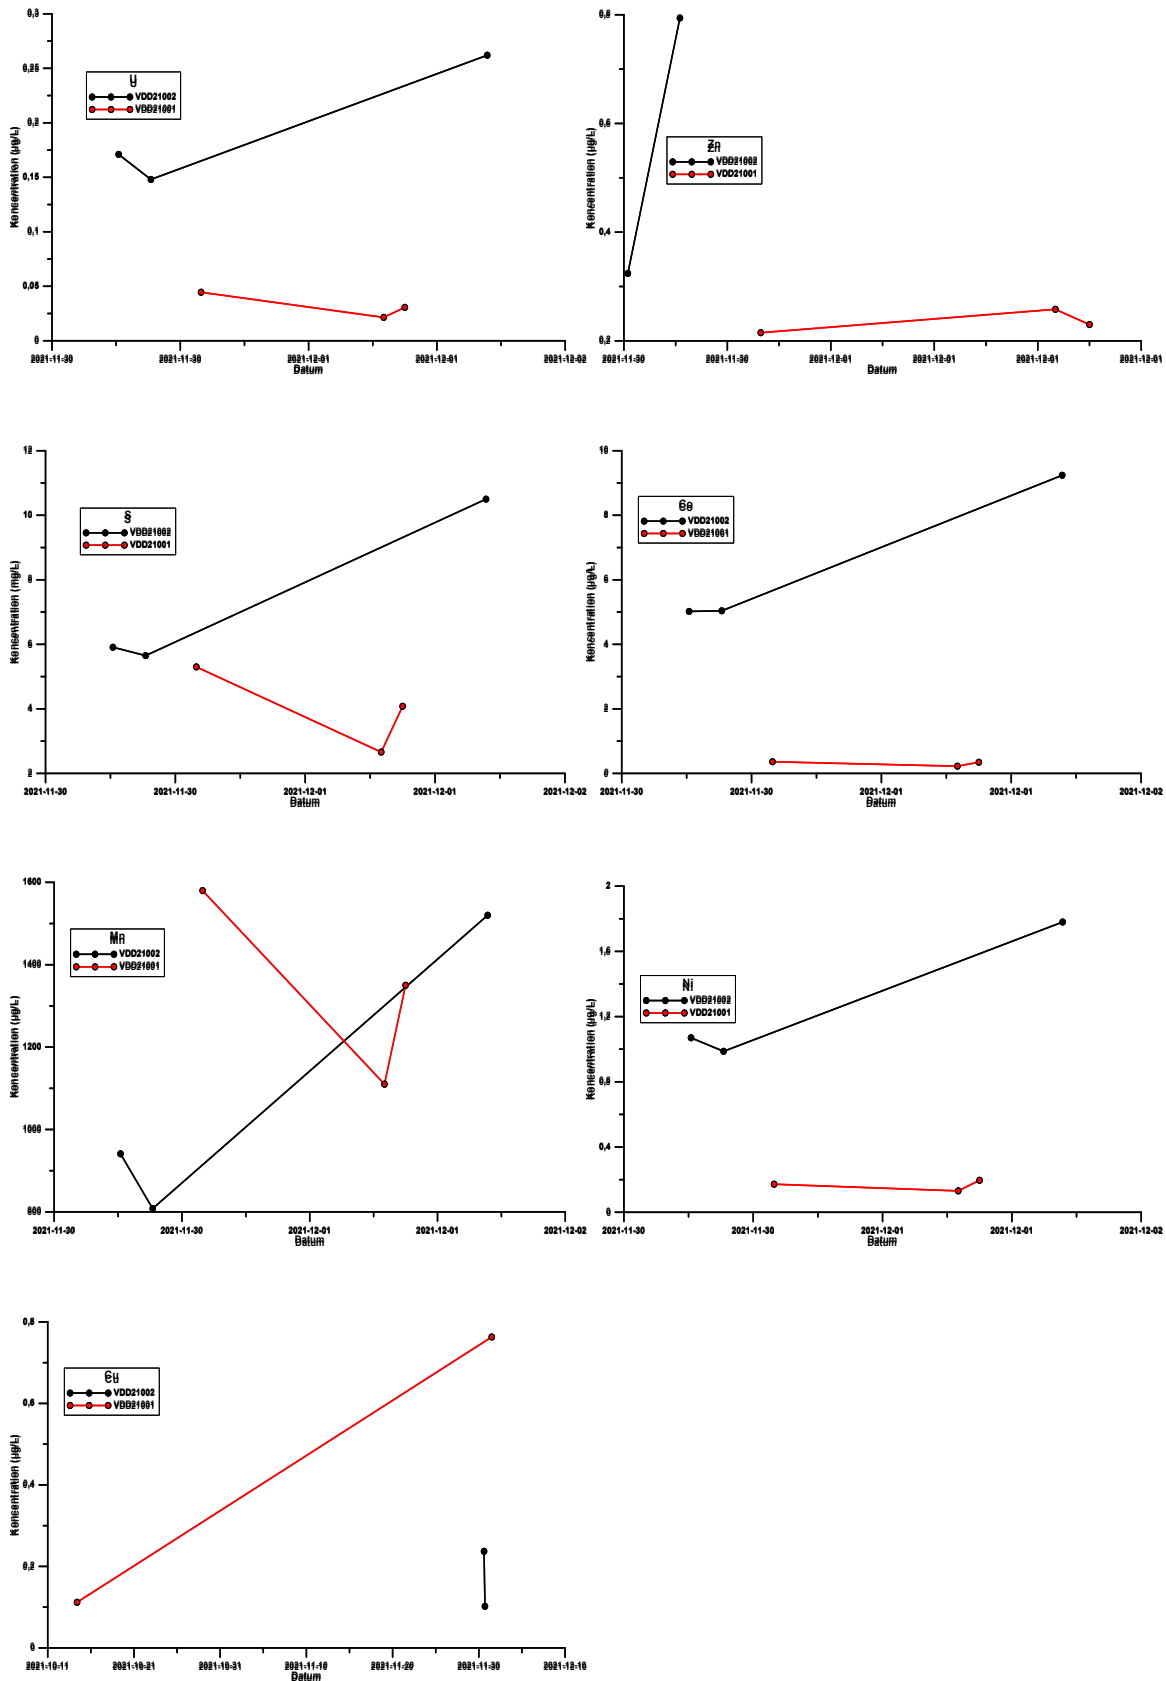 U
VDD21002
VDD21001
Koncentration (µg/L)
0,3
0,25
0,2
0,15
0,1
0,05
0
2021-11-30 2021-11-30 2021-12-01 2021-12-01 2021-12-02
Datum
Zn
VDD21002
VDD21001
Koncentration (µg/L)
0,8
0,6
0,4
0,2
2021-11-30 2021-11-30 2021-12-01 2021-12-01 2021-12-01 2021-12-01
Datum
S
VDD21002
VDD21001
Koncentration (mg/L)
12
10
8
6
4
2
2021-11-30 2021-11-30 2021-12-01 2021-12-01 2021-12-02
Datum
Co
VDD21002
VDD21001
Koncentration (µg/L)
10
8
6
4
2
0
2021-11-30 2021-11-30 2021-12-01 2021-12-01 2021-12-02
Datum
Mn
VDD21002
VDD21001
Koncentration (µg/L)
1600
1400
1200
1000
800
2021-11-30 2021-11-30 2021-12-01 2021-12-01 2021-12-02
Datum
Ni
VDD21002
VDD21001
Koncentration (µg/L)
2
1,6
1,2
0,8
0,4
0
2021-11-30 2021-11-30 2021-12-01 2021-12-01 2021-12-02
Datum
Cu
VDD21002
VDD21001
Koncentration (µg/L)
0,8
0,6
0,4
0,2
0
2021-10-11 2021-10-21 2021-10-31 2021-11-10 2021-11-20 2021-11-30 2021-12-10
Datum